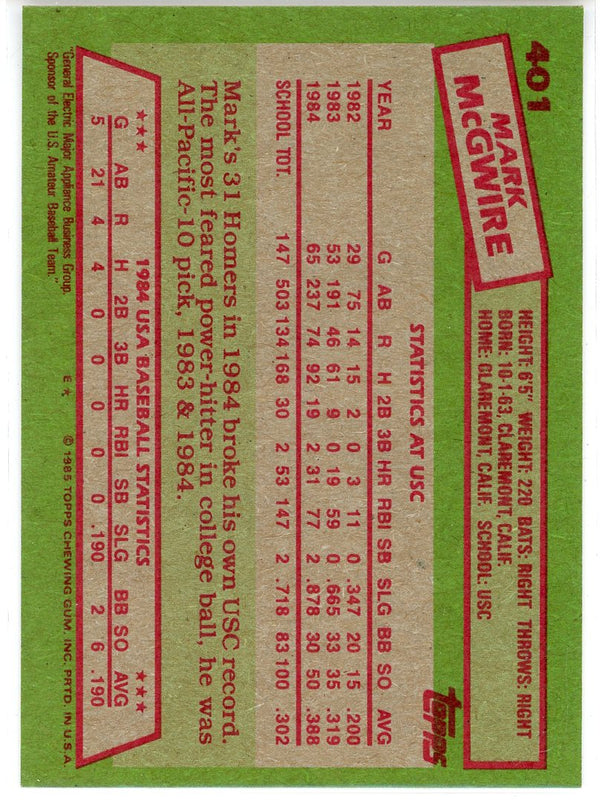 401
MARK
McGWIRE
HEIGHT: 6'5" WEIGHT: 220 BATS: RIGHT THROWS: RIGHT
BORN: 10-1-63, CLAREMONT, CALIF.
HOME: CLAREMONT, CALIF. SCHOOL: USC
topps
STATISTICS AT USC
YEAR G AB R H 2B 3B HR RBI SB SLG BB SO AVG
1982 29 75 14 15 2 0 3 11 0 .347 20 15 .200
1983 53 191 46 61 9 0 19 59 0 .665 33 35 .319
1984 65 237 74 92 19 2 31 77 2 .878 30 50 .388
SCHOOL TOT. 147 503 134 168 30 2 53 147 2 .718 83 100 .302
Mark's 31 Homers in 1984 broke his own USC record.
The most feared power-hitter in college ball, he was
All-Pacific-10 pick, 1983 & 1984.
★★★ 1984 USA BASEBALL STATISTICS ★★★
G AB R H 2B 3B HR RBI SB SLG BB SO AVG
5 21 4 4 0 0 0 0 0 .190 2 6 .190
"General Electric Major Appliance Business Group,
Sponsor of the U.S. Amateur Baseball Team."
E★ © 1985 TOPPS CHEWING GUM, INC. PRTD. IN U.S.A.